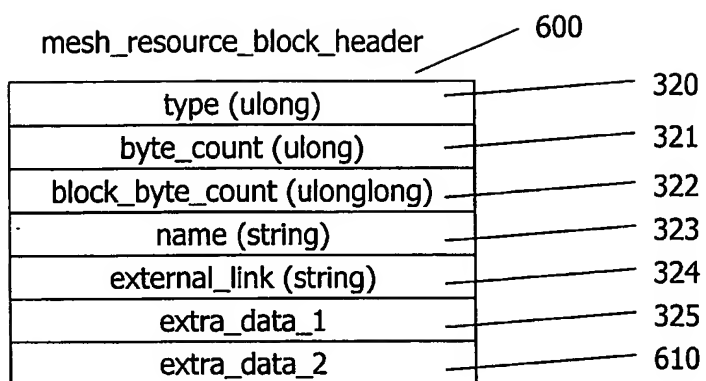 mesh_resource_block_header 600
type (ulong) 320
byte_count (ulong) 321
block_byte_count (ulonglong) 322
name (string) 323
external_link (string) 324
extra_data_1 325
extra_data_2 610